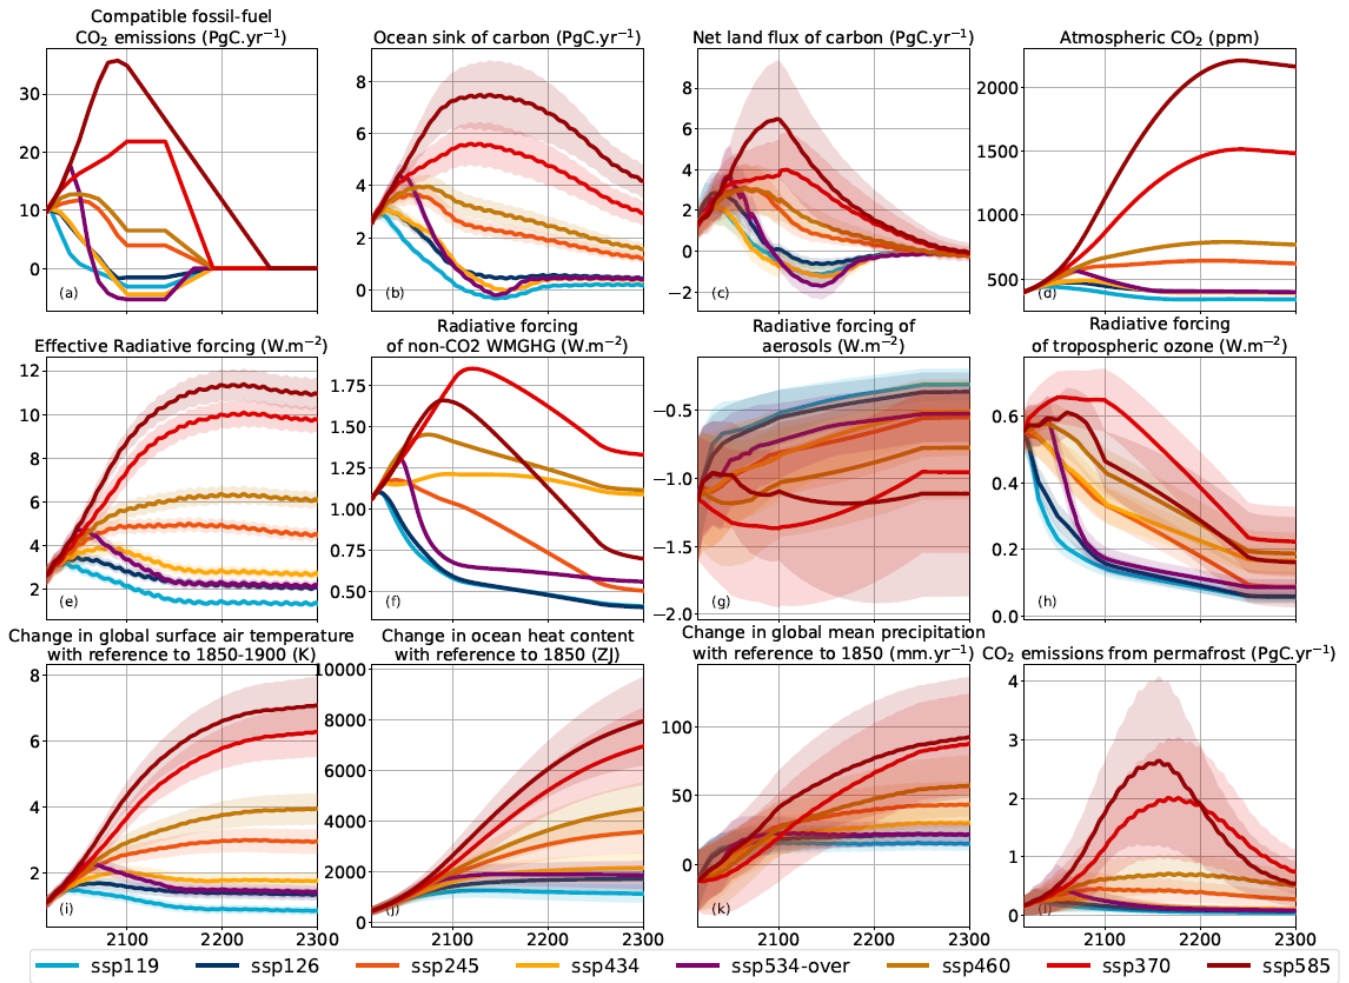 Compatible fossil-fuel
CO₂ emissions (PgC.yr⁻¹)
30
20
10
0
(a)
Ocean sink of carbon (PgC.yr⁻¹)
8
6
4
2
0
(b)
Net land flux of carbon (PgC.yr⁻¹)
8
6
4
2
0
−2
(c)
Atmospheric CO₂ (ppm)
2000
1500
1000
500
(d)
Effective Radiative forcing (W.m⁻²)
12
10
8
6
4
2
(e)
Radiative forcing
of non-CO2 WMGHG (W.m⁻²)
1.75
1.50
1.25
1.00
0.75
0.50
(f)
Radiative forcing of
aerosols (W.m⁻²)
−0.5
−1.0
−1.5
−2.0
(g)
Radiative forcing
of tropospheric ozone (W.m⁻²)
0.6
0.4
0.2
0.0
(h)
Change in global surface air temperature
with reference to 1850-1900 (K)
8
6
4
2
(i)
2100 2200 2300
Change in ocean heat content
with reference to 1850 (ZJ)
10000
8000
6000
4000
2000
0
(j)
2100 2200 2300
Change in global mean precipitation
with reference to 1850 (mm.yr⁻¹)
100
50
0
(k)
2100 2200 2300
CO₂ emissions from permafrost (PgC.yr⁻¹)
4
3
2
1
0
(l)
2100 2200 2300
ssp119 ssp126 ssp245 ssp434 ssp534-over ssp460 ssp370 ssp585